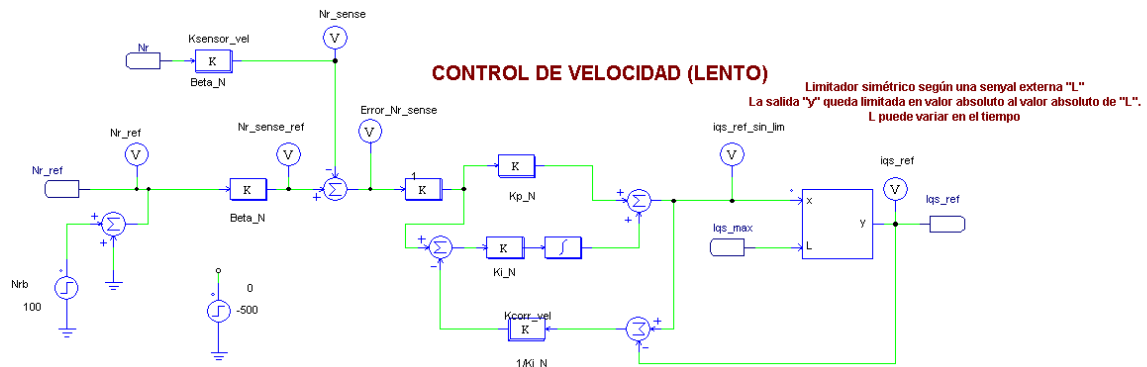 Nr_sense
Nr
Ksensor_vel
V
K
Beta_N
CONTROL DE VELOCIDAD (LENTO)
Limitador simétrico según una senyal externa "L"
La salida "y" queda limitada en valor absoluto al valor absoluto de "L".
L puede variar en el tiempo
Nr_ref
Nr_sense_ref
Error_Nr_sense
iqs_ref_sin_lim
iqs_ref
V
V
V
V
V
Nr_ref
K
Beta_N
1
K
K
Kp_N
x
y
L
Iqs_ref
Iqs_max
K
∫
Ki_N
Nrb
100
0
-500
Kcorr_vel
K
1/Ki_N